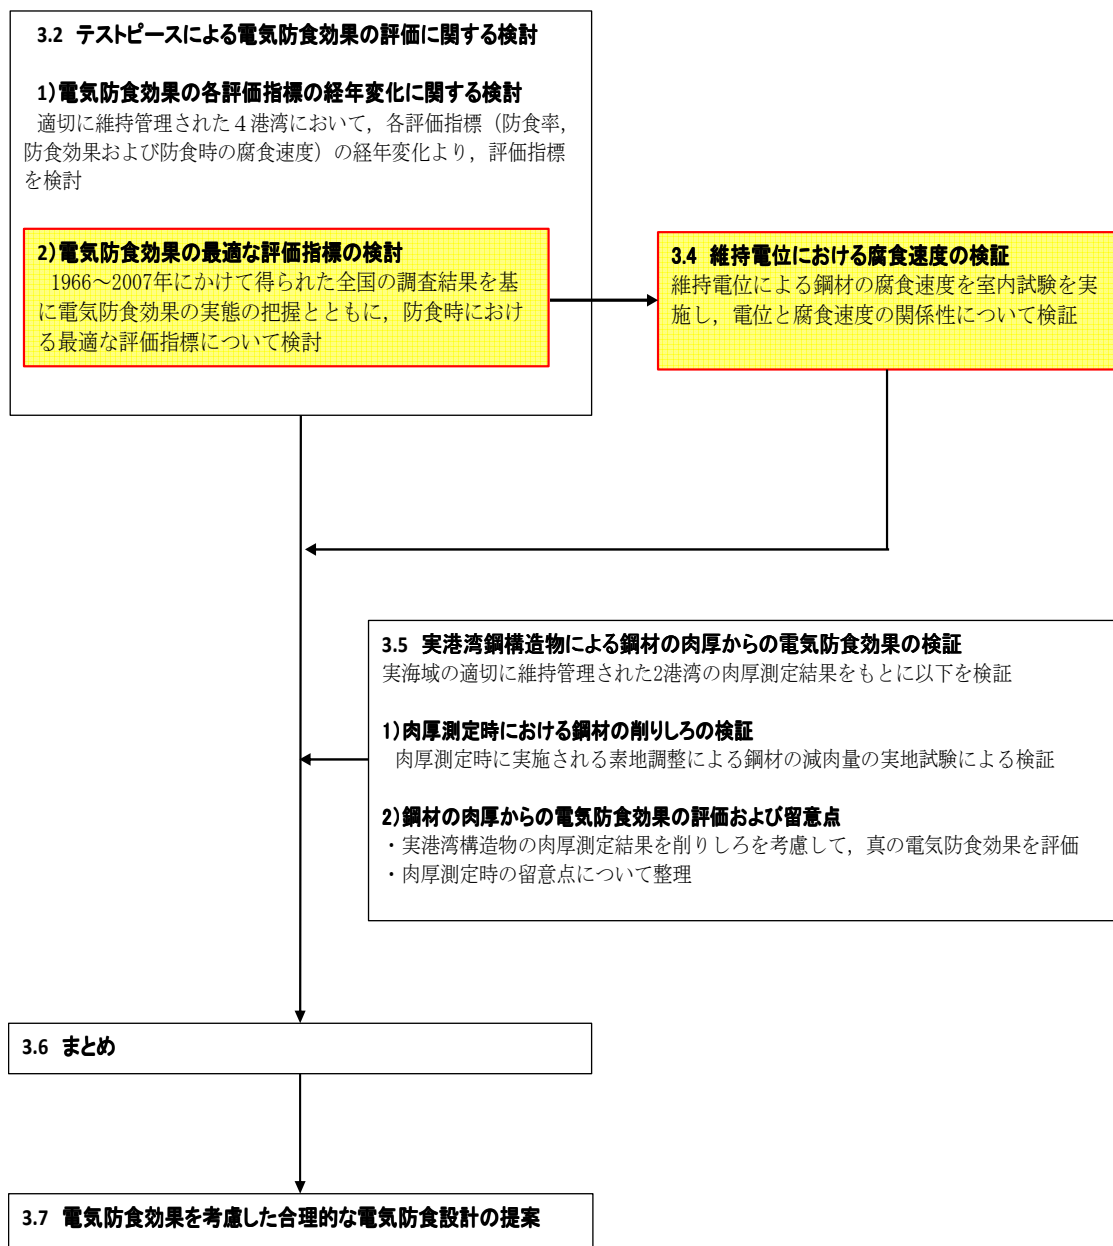 3.2 テストピースによる電気防食効果の評価に関する検討
1)電気防食効果の各評価指標の経年変化に関する検討
適切に維持管理された４港湾において，各評価指標（防食率，
防食効果および防食時の腐食速度）の経年変化より，評価指標
を検討
2)電気防食効果の最適な評価指標の検討
1966～2007年にかけて得られた全国の調査結果を基
に電気防食効果の実態の把握とともに，防食時におけ
る最適な評価指標について検討
3.4 維持電位における腐食速度の検証
維持電位による鋼材の腐食速度を室内試験を実
施し，電位と腐食速度の関係性について検証
3.5 実港湾鋼構造物による鋼材の肉厚からの電気防食効果の検証
実海域の適切に維持管理された2港湾の肉厚測定結果をもとに以下を検証
1)肉厚測定時における鋼材の削りしろの検証
肉厚測定時に実施される素地調整による鋼材の減肉量の実地試験による検証
2)鋼材の肉厚からの電気防食効果の評価および留意点
・実港湾構造物の肉厚測定結果を削りしろを考慮して，真の電気防食効果を評価
・肉厚測定時の留意点について整理
3.6 まとめ
3.7 電気防食効果を考慮した合理的な電気防食設計の提案